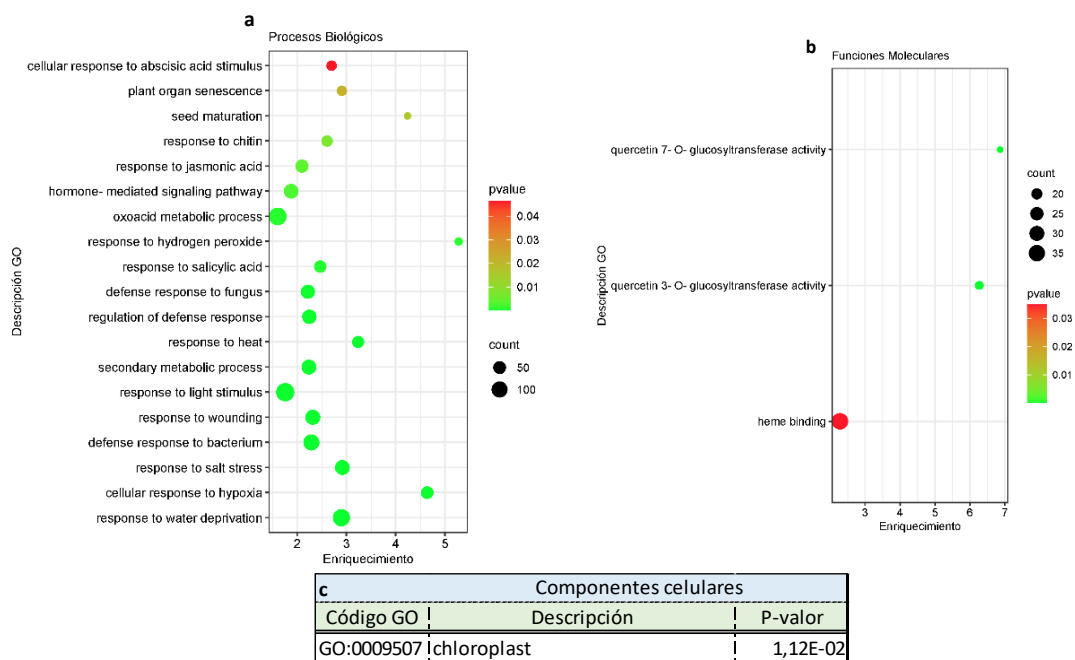 a
Procesos Biológicos
Descripción GO
cellular response to abscisic acid stimulus
plant organ senescence
seed maturation
response to chitin
response to jasmonic acid
hormone- mediated signaling pathway
oxoacid metabolic process
response to hydrogen peroxide
response to salicylic acid
defense response to fungus
regulation of defense response
response to heat
secondary metabolic process
response to light stimulus
response to wounding
defense response to bacterium
response to salt stress
cellular response to hypoxia
response to water deprivation
2 3 4 5
Enriquecimiento
pvalue
0.04
0.03
0.02
0.01
count
50
100
b
Funciones Moleculares
Descripción GO
quercetin 7- O- glucosyltransferase activity
quercetin 3- O- glucosyltransferase activity
heme binding
3 4 5 6 7
Enriquecimiento
count
20
25
30
35
pvalue
0.03
0.02
0.01
c Componentes celulares
Código GO Descripción P-valor
GO:0009507 chloroplast 1,12E-02